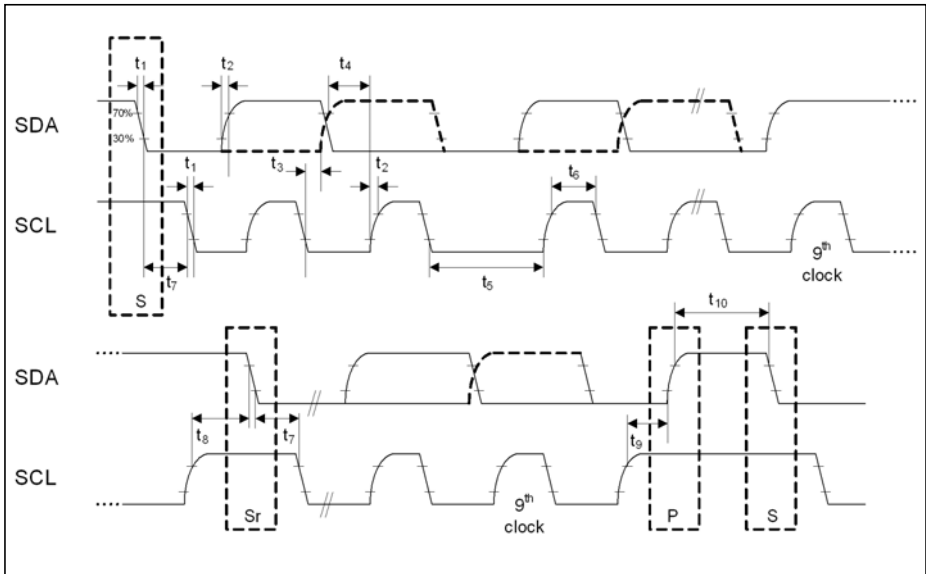 t1 t2 t4
SDA 70%
30%
t1 t3 t2 t6
SCL
9th
clock
t7 t5
S
t10
SDA
t8 t7 t9
SCL
9th
clock
Sr P S